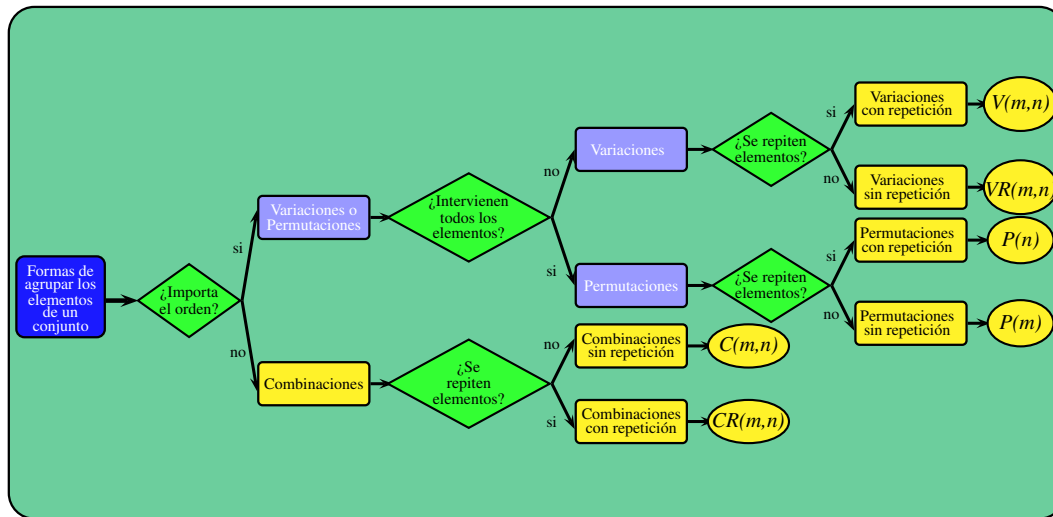 Formas de
agrupar los
elementos
de un
conjunto
¿Importa
el orden?
si
no
Variaciones o
Permutaciones
¿Intervienen
todos los
elementos?
no
si
Variaciones
¿Se repiten
elementos?
si
no
Variaciones
con repetición
V(m,n)
Variaciones
sin repetición
VR(m,n)
Permutaciones
¿Se repiten
elementos?
si
no
Permutaciones
con repetición
P(n)
Permutaciones
sin repetición
P(m)
Combinaciones
¿Se
repiten
elementos?
no
si
Combinaciones
sin repetición
C(m,n)
Combinaciones
con repetición
CR(m,n)